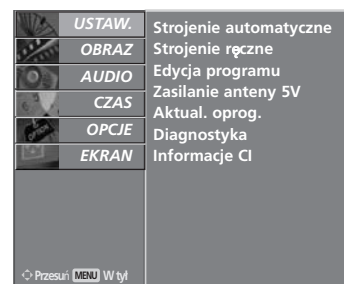 USTAW.
OBRAZ
AUDIO
CZAS
OPCJE
EKRAN
Strojenie automatyczne
Strojenie ręczne
Edycja programu
Zasilanie anteny 5V
Aktual. oprog.
Diagnostyka
Informacje CI
Przesuń MENU W tył